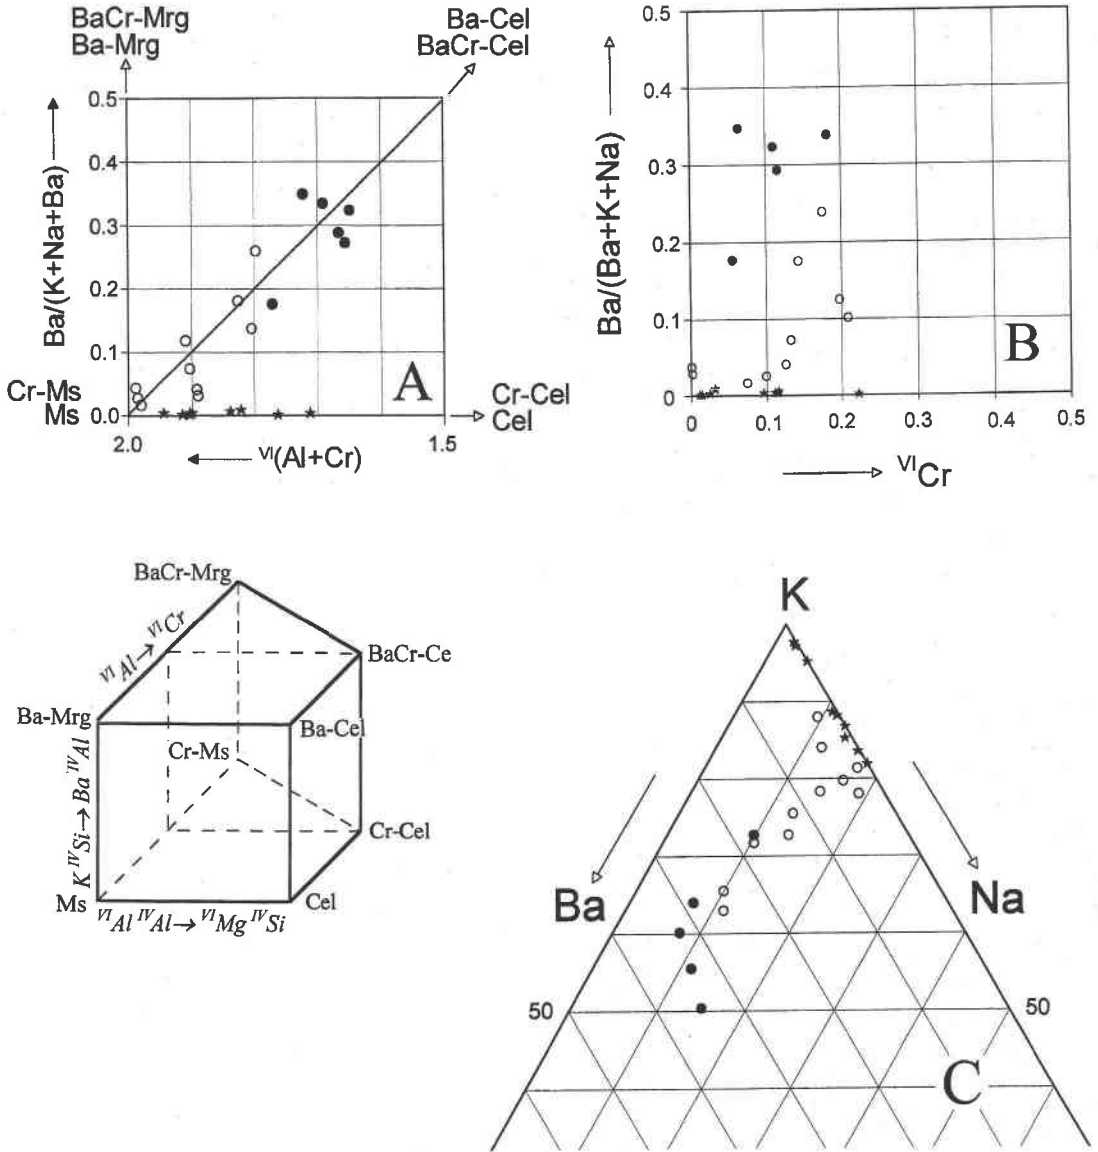 BaCr-Mrg
Ba-Mrg
Ba-Cel
BaCr-Cel
Ba/(K+Na+Ba)
0.5
0.4
0.3
0.2
0.1
0.0
Cr-Ms
Ms
A
Cr-Cel
Cel
2.0
1.5
VI(Al+Cr)
Ba/(Ba+K+Na)
0.5
0.4
0.3
0.2
0.1
0
B
0
0.1
0.2
0.3
0.4
0.5
VICr
BaCr-Mrg
VIAl→VICr
BaCr-Ce
Ba-Mrg
Ba-Cel
Cr-Ms
K IVSi→Ba IVAl
Cr-Cel
Ms
Cel
VIAl IVAl→VIMg IVSi
K
Ba
Na
50
50
C